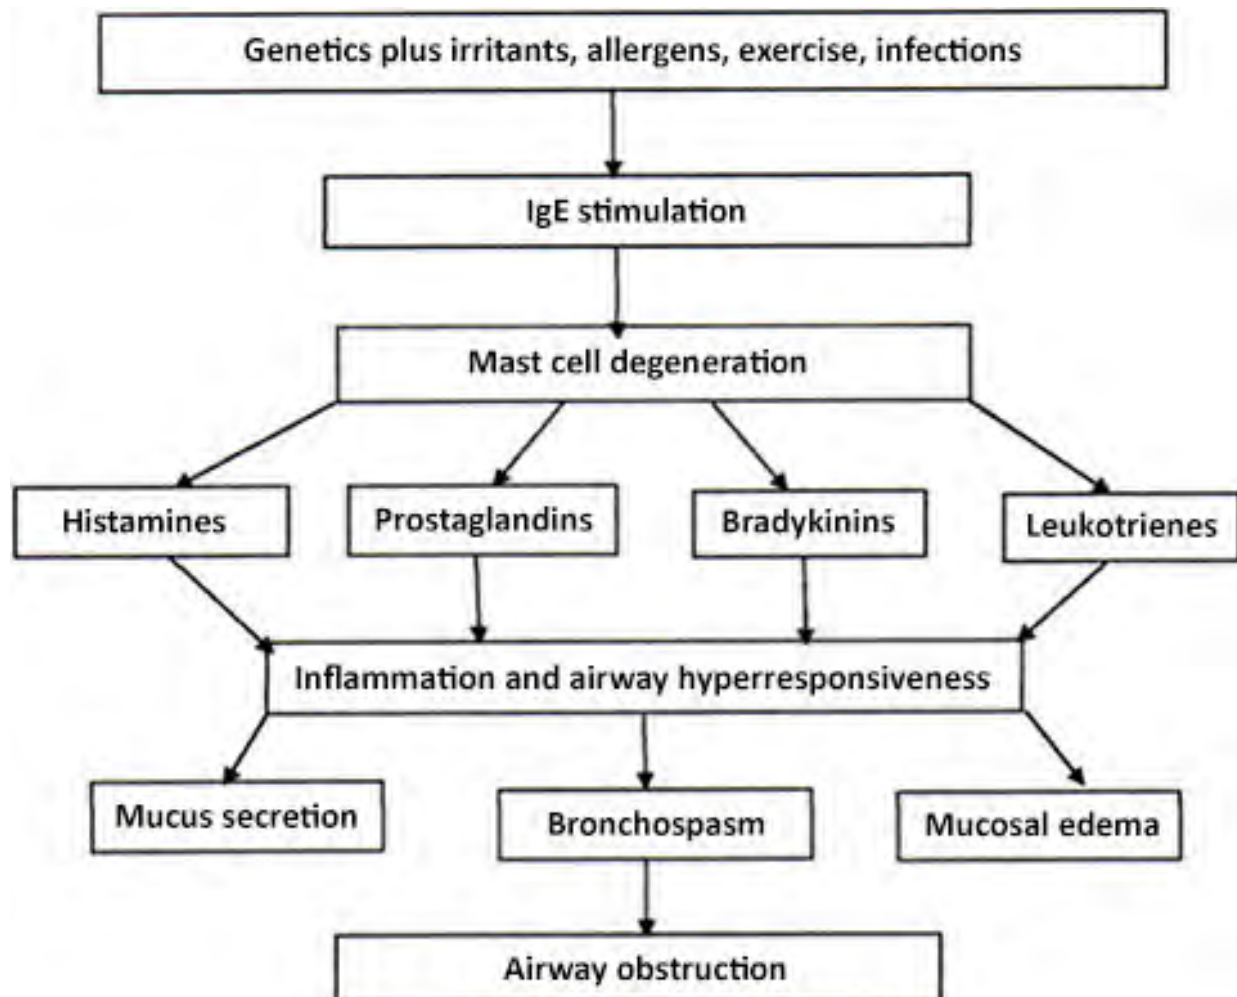 Genetics plus irritants, allergens, exercise, infections
IgE stimulation
Mast cell degeneration
Histamines
Prostaglandins
Bradykinins
Leukotrienes
Inflammation and airway hyperresponsiveness
Mucus secretion
Bronchospasm
Mucosal edema
Airway obstruction